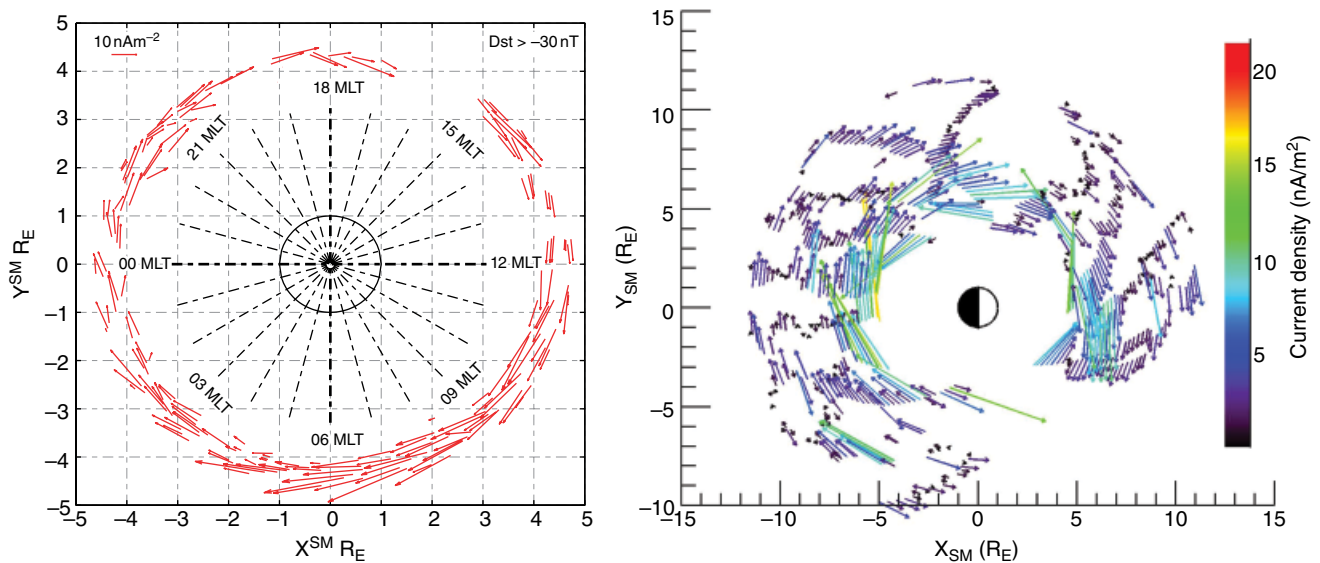 10 nAm⁻²
Dst > −30 nT
18 MLT
21 MLT
15 MLT
00 MLT
12 MLT
03 MLT
09 MLT
06 MLT
5
4
3
2
1
0
−1
−2
−3
−4
−5
Y^SM R_E
−5 −4 −3 −2 −1 0 1 2 3 4 5
X^SM R_E
15
10
5
0
−5
−10
Y_SM (R_E)
−15 −10 −5 0 5 10 15
X_SM (R_E)
20
15
10
5
Current density (nA/m²)